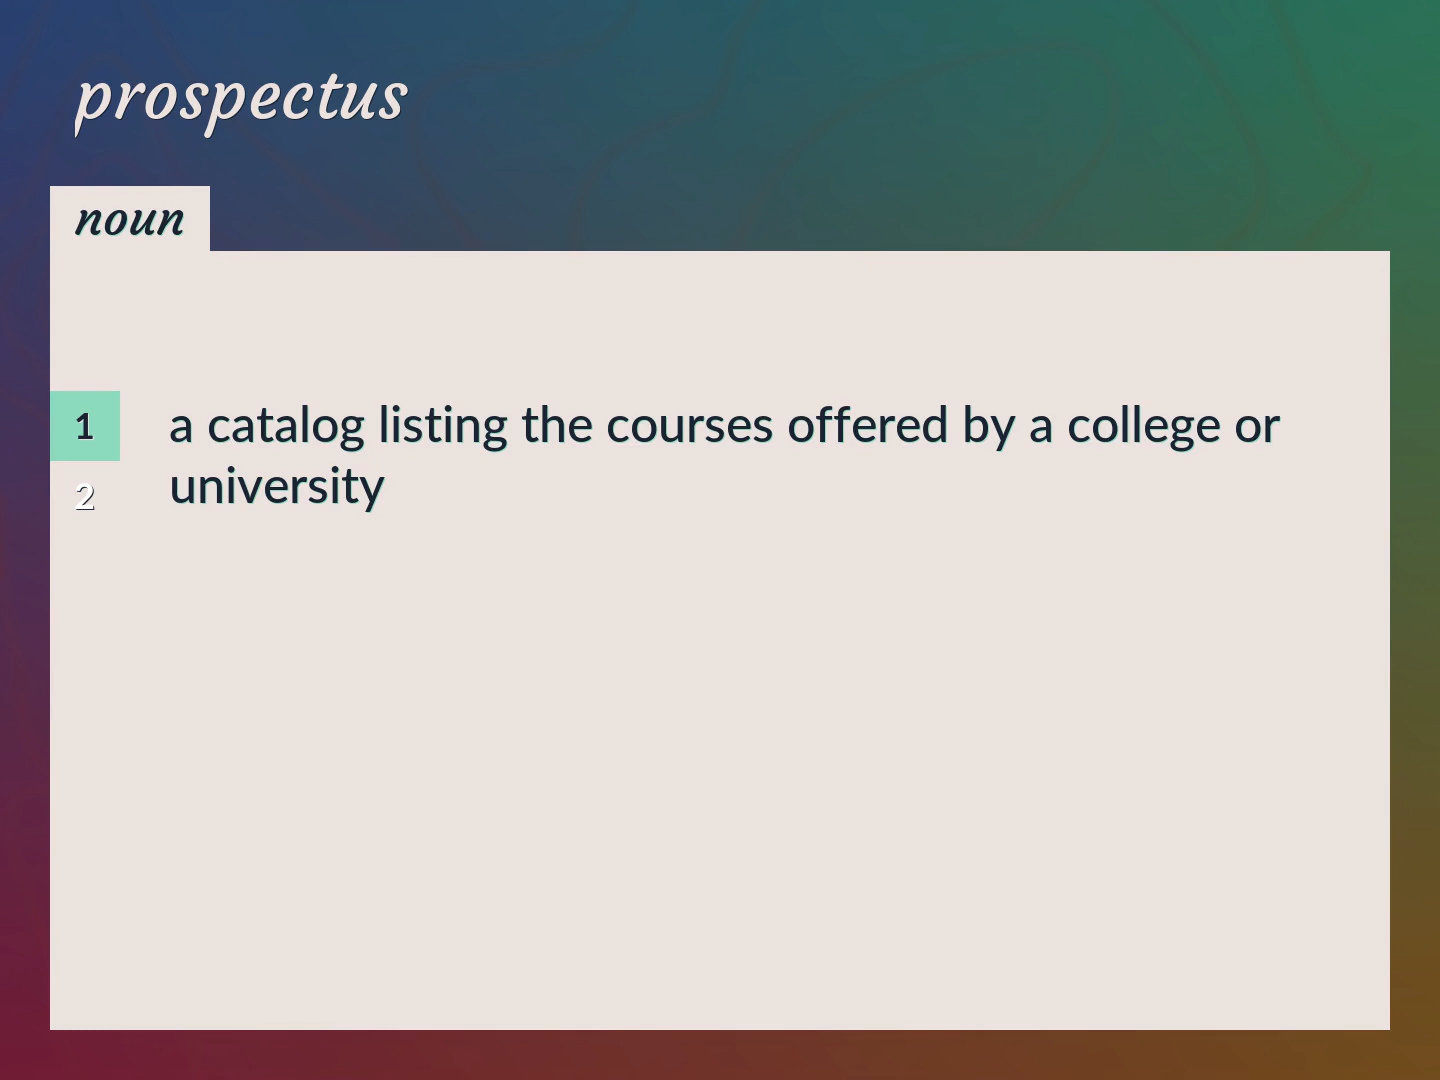 prospectus
noun
1 a catalog listing the courses offered by a college or
2 university